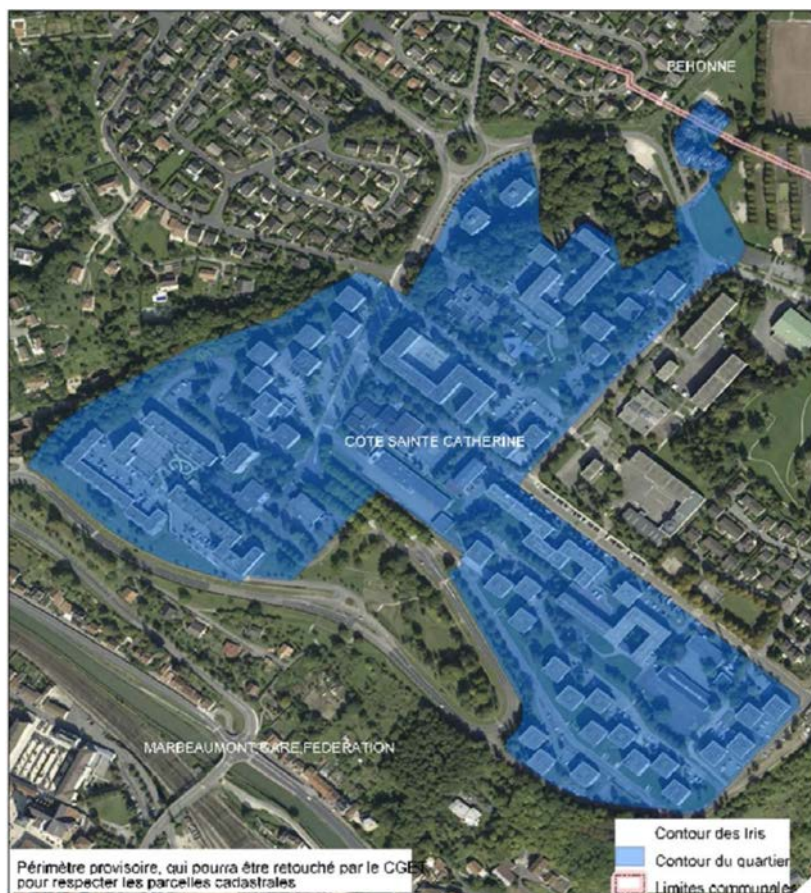 BEHONNE
COTE SAINTE CATHERINE
MARBEAUMONT GARE FEDERATION
Périmètre provisoire, qui pourra être retouché par le CGET
pour respecter les parcelles cadastrales
Contour des Iris
Contour du quartier
Limites communale